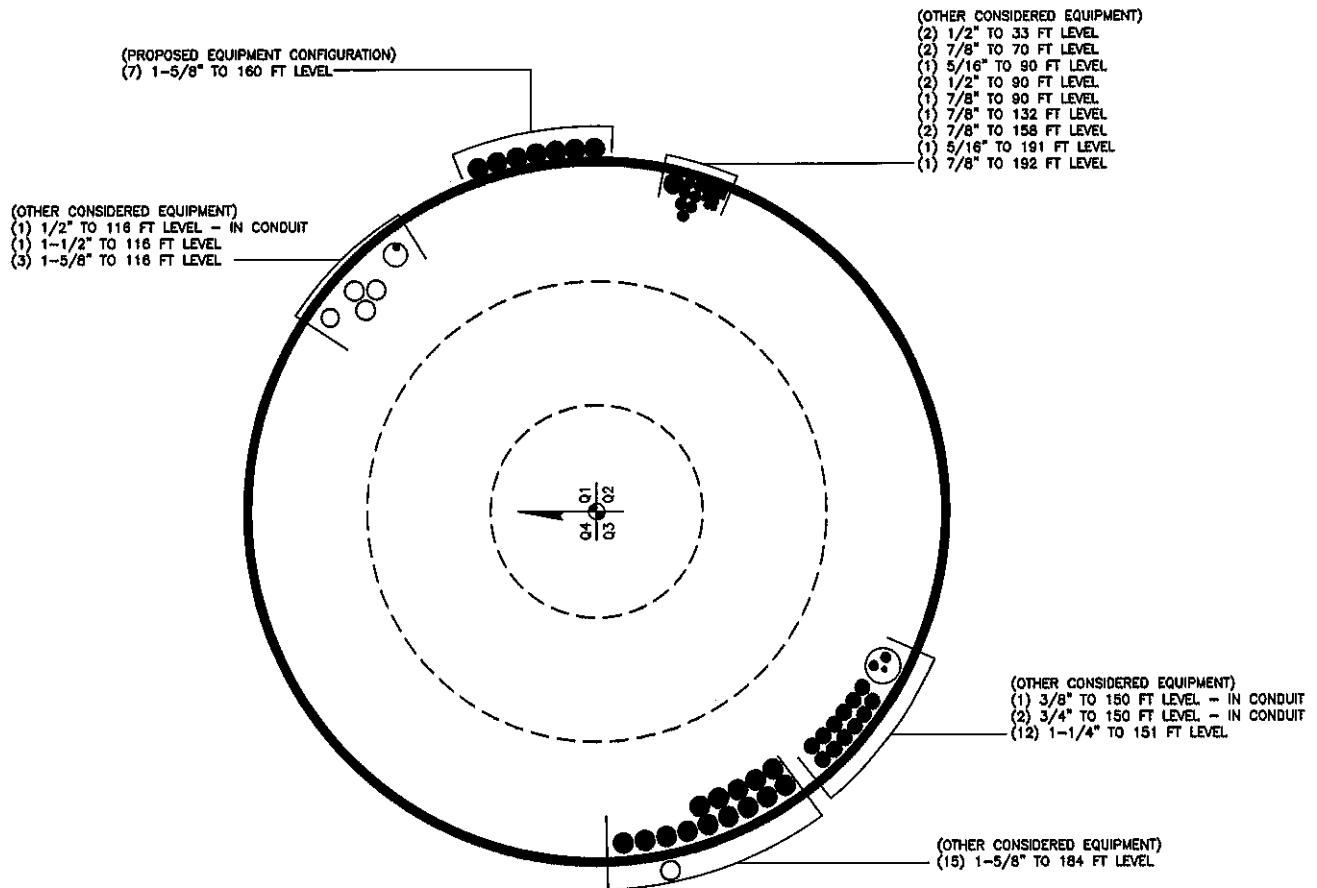 (OTHER CONSIDERED EQUIPMENT)
(2) 1/2" TO 33 FT LEVEL
(2) 7/8" TO 70 FT LEVEL
(1) 5/16" TO 90 FT LEVEL
(2) 1/2" TO 90 FT LEVEL
(1) 7/8" TO 90 FT LEVEL
(1) 7/8" TO 132 FT LEVEL
(2) 7/8" TO 158 FT LEVEL
(1) 5/16" TO 191 FT LEVEL
(1) 7/8" TO 192 FT LEVEL
(PROPOSED EQUIPMENT CONFIGURATION)
(7) 1-5/8" TO 160 FT LEVEL
(OTHER CONSIDERED EQUIPMENT)
(1) 1/2" TO 116 FT LEVEL - IN CONDUIT
(1) 1-1/2" TO 116 FT LEVEL
(3) 1-5/8" TO 116 FT LEVEL
Q1 Q2
Q4 Q3
(OTHER CONSIDERED EQUIPMENT)
(1) 3/8" TO 150 FT LEVEL - IN CONDUIT
(2) 3/4" TO 150 FT LEVEL - IN CONDUIT
(12) 1-1/4" TO 151 FT LEVEL
(OTHER CONSIDERED EQUIPMENT)
(15) 1-5/8" TO 184 FT LEVEL